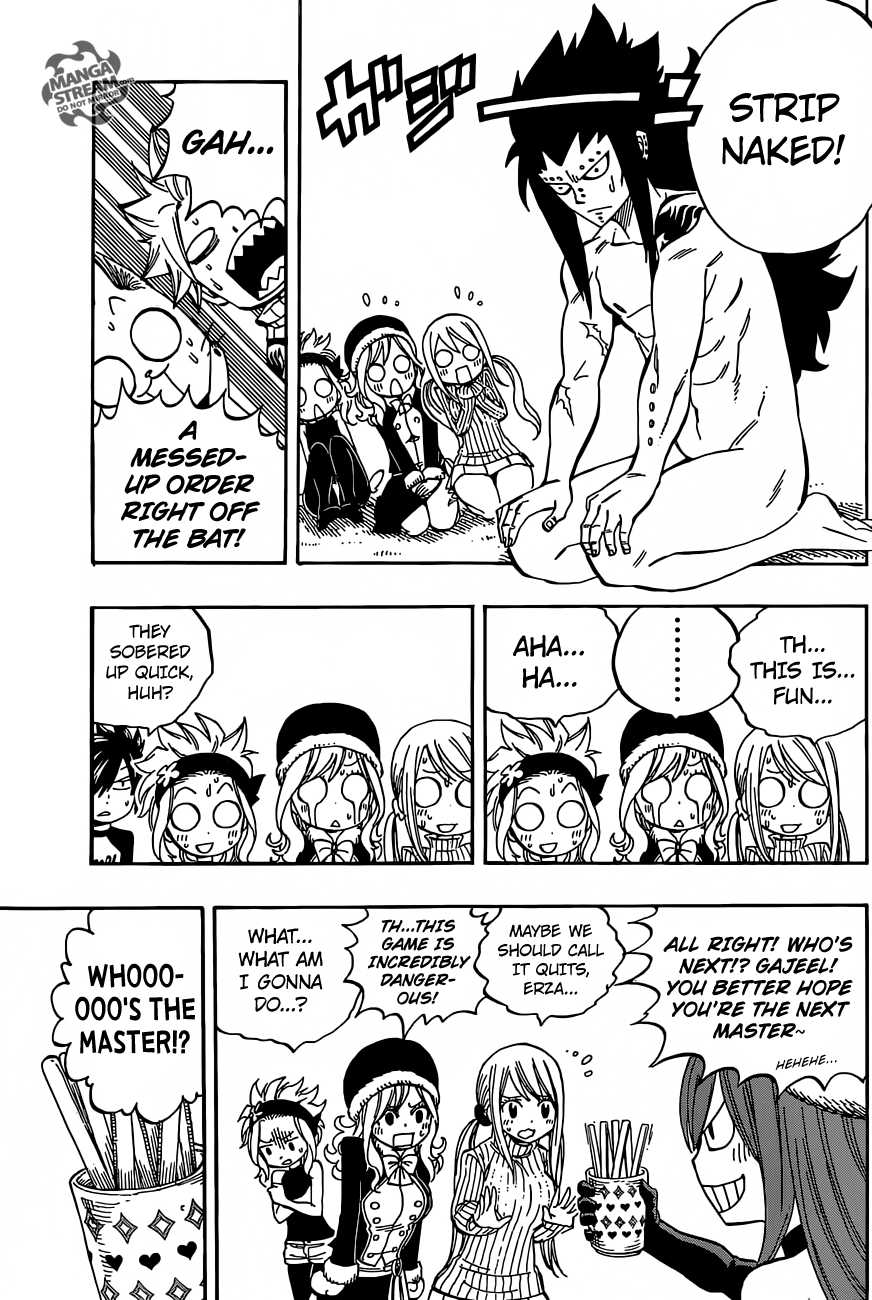 STRIP
NAKED!
ガジ
GAH...
A
MESSED-
UP ORDER
RIGHT OFF
THE BAT!
TH...
THIS IS...
FUN...
........
AHA...
HA...
THEY
SOBERED
UP QUICK,
HUH?
ALL RIGHT! WHO'S
NEXT!? GAJEEL!
YOU BETTER HOPE
YOU'RE THE NEXT
MASTER~
HEHEHE...
MAYBE WE
SHOULD CALL
IT QUITS,
ERZA...
TH...THIS
GAME IS
INCREDIBLY
DANGER-
OUS!
WHAT...
WHAT AM
I GONNA
DO...?
WHOOO-
OOO'S THE
MASTER!?
MANGA
STREAM.com
DO NOT MIRROR